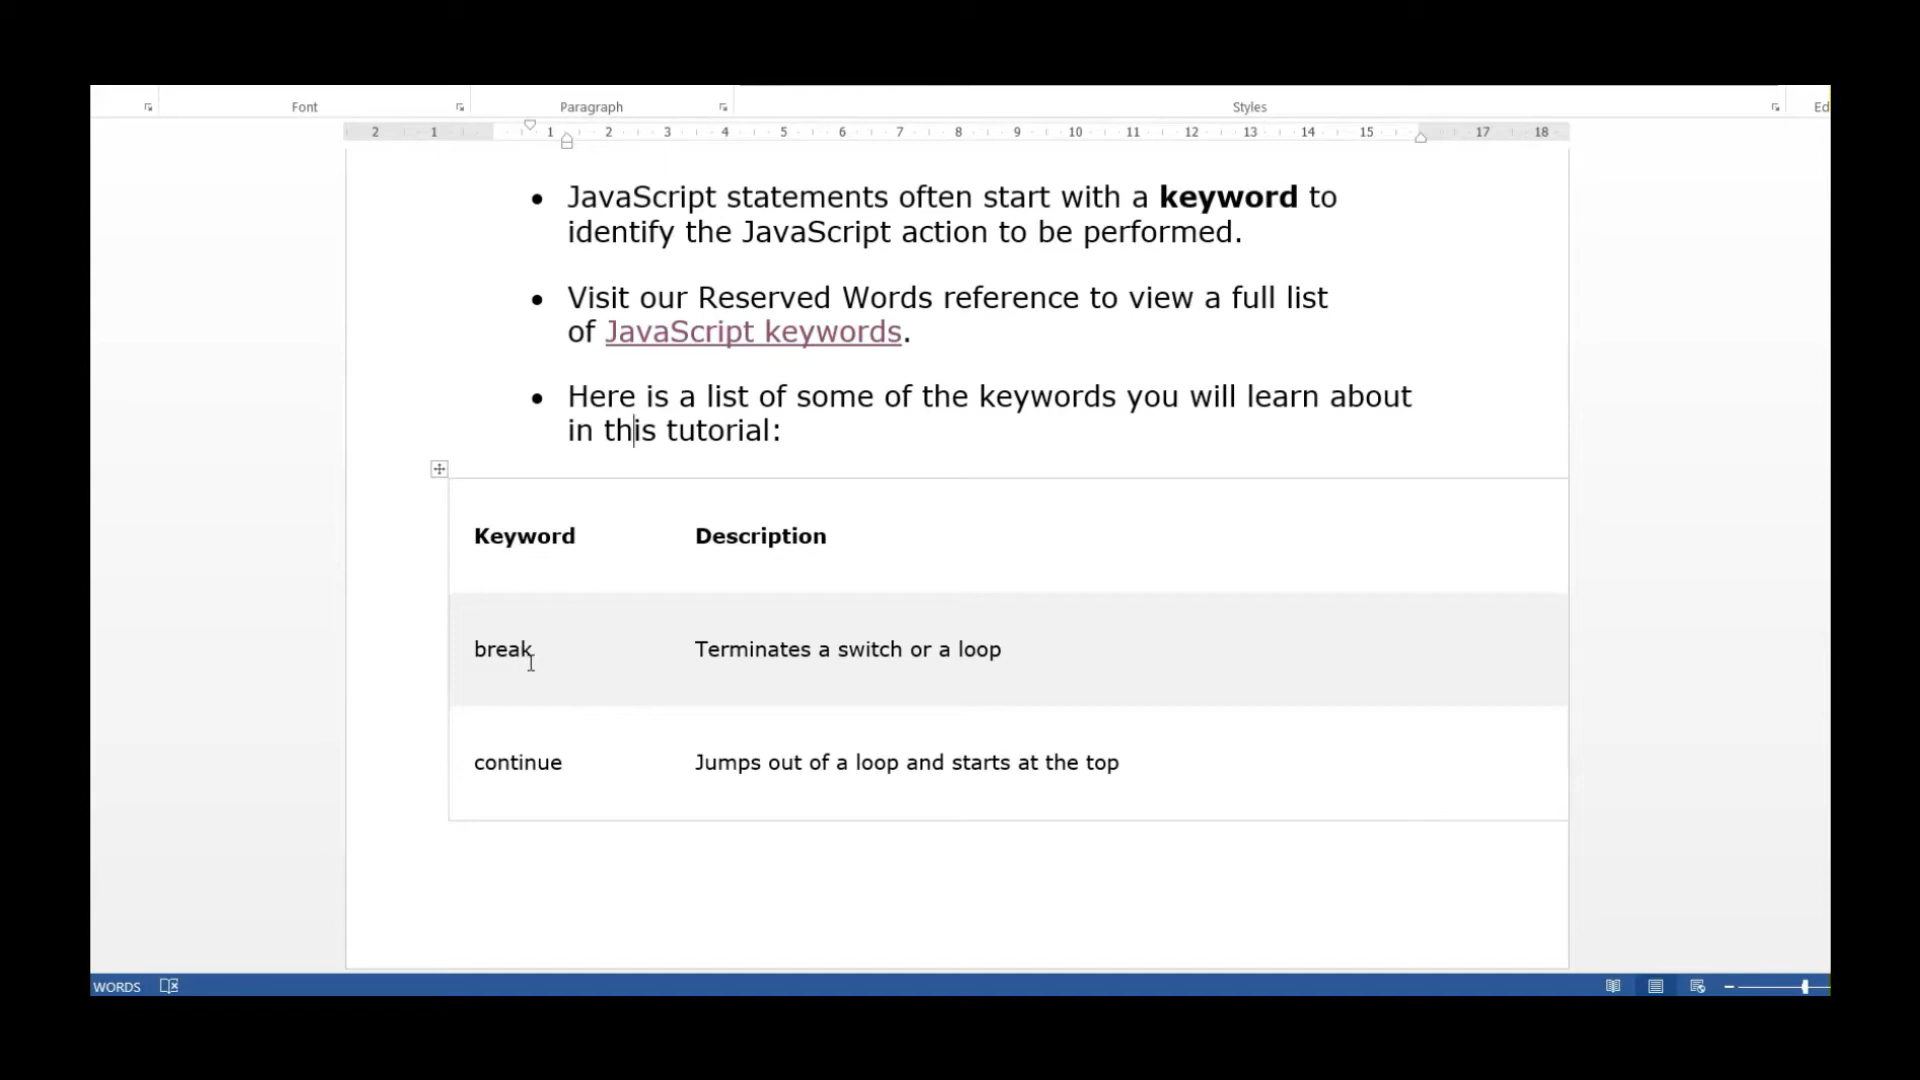 Font Paragraph Styles Ed
2 1 1 2 3 4 5 6 7 8 9 10 11 12 13 14 15 17 18
• JavaScript statements often start with a keyword to
identify the JavaScript action to be performed.
• Visit our Reserved Words reference to view a full list
of JavaScript keywords.
• Here is a list of some of the keywords you will learn about
in this tutorial:
Keyword Description
break Terminates a switch or a loop
continue Jumps out of a loop and starts at the top
WORDS